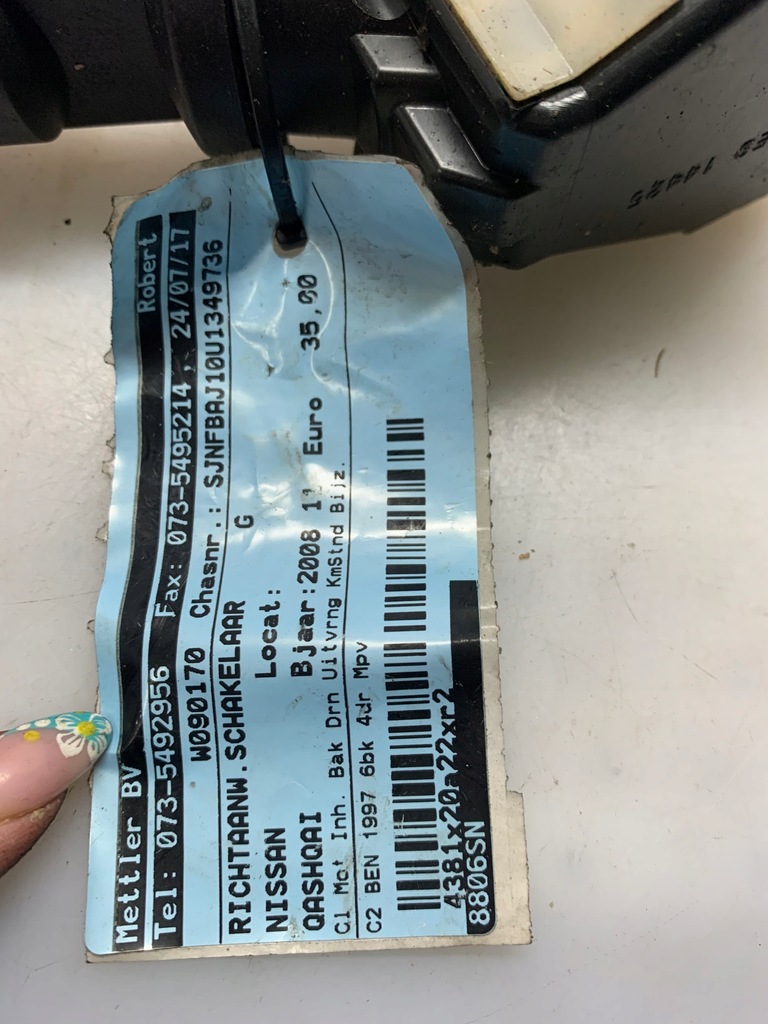 Mettler BV Robert
Tel: 073-5492956 Fax: 073-5495214, 24/07/17
W090170 Chasnr.: SJNFBAJ10U1349736
RICHTAANW.SCHAKELAAR G
NISSAN Locat:
QASHQAI Bjaar:2008 11 Euro 35,00
Cl Mot Inh. Bak Drn Uitvrng KmStnd Bijz.
C2 BEN 1997 6bk 4dr Mpv
4381x20a22xr2
8806SN